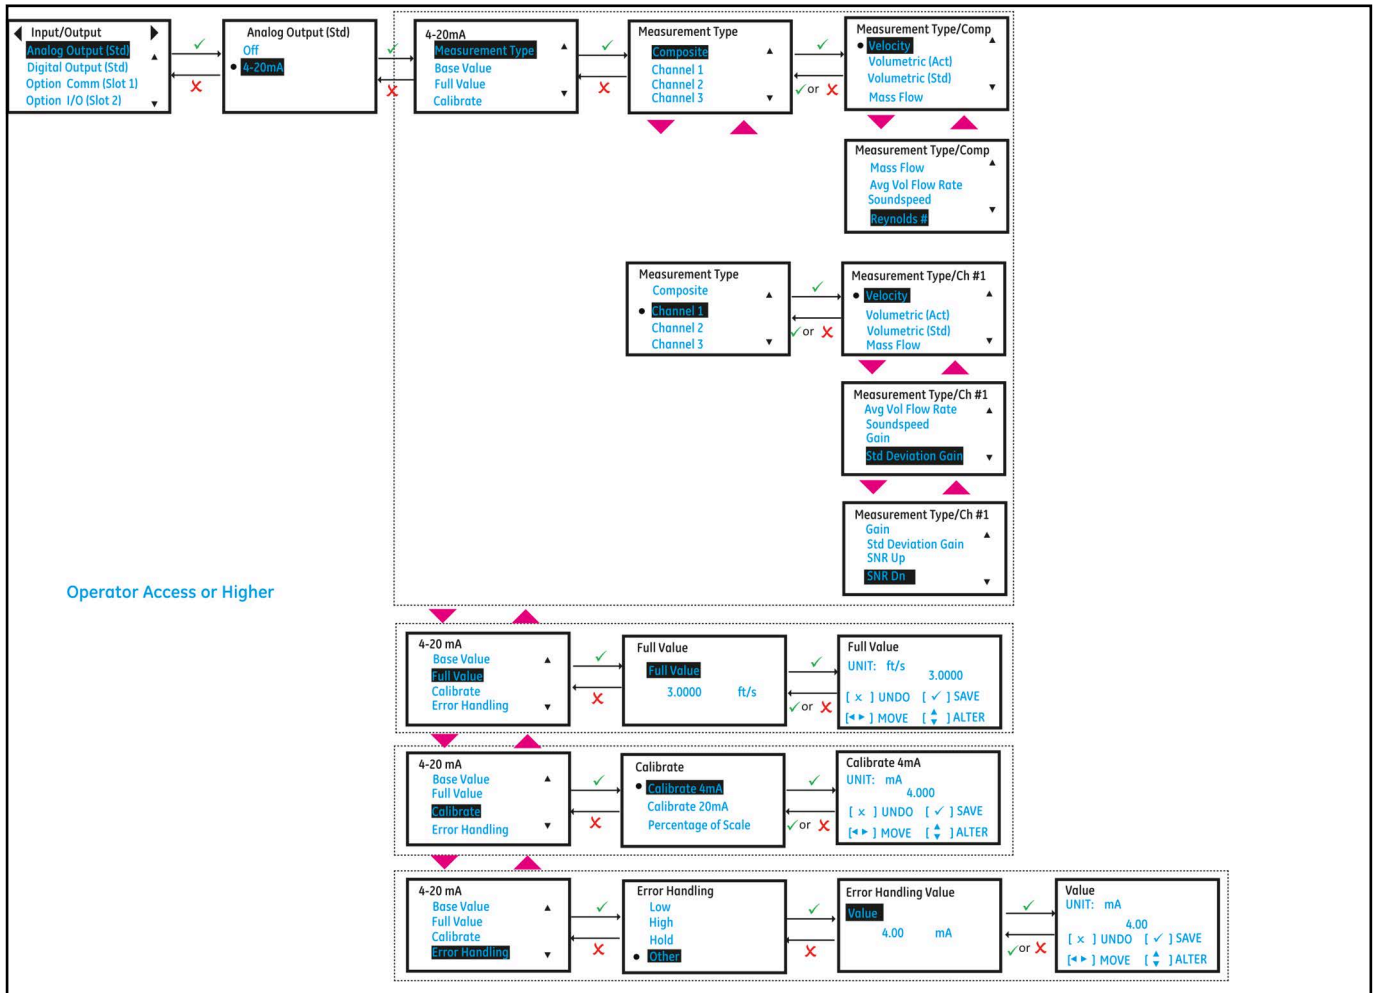 Input/Output
Analog Output (Std)
Digital Output (Std)
Option Comm (Slot 1)
Option I/O (Slot 2)
Analog Output (Std)
Off
4-20mA
4-20mA
Measurement Type
Base Value
Full Value
Calibrate
Measurement Type
Composite
Channel 1
Channel 2
Channel 3
or
Measurement Type/Comp
Velocity
Volumetric (Act)
Volumetric (Std)
Mass Flow
Measurement Type/Comp
Mass Flow
Avg Vol Flow Rate
Soundspeed
Reynolds #
Measurement Type
Composite
Channel 1
Channel 2
Channel 3
or
Measurement Type/Ch #1
Velocity
Volumetric (Act)
Volumetric (Std)
Mass Flow
Measurement Type/Ch #1
Avg Vol Flow Rate
Soundspeed
Gain
Std Deviation Gain
Measurement Type/Ch #1
Gain
Std Deviation Gain
SNR Up
SNR Dn
Operator Access or Higher
4-20 mA
Base Value
Full Value
Calibrate
Error Handling
Full Value
Full Value
3.0000 ft/s
or
Full Value
UNIT: ft/s
3.0000
[ x ] UNDO [ ✓ ] SAVE
[◄ ►] MOVE [ ▲▼ ] ALTER
4-20 mA
Base Value
Full Value
Calibrate
Error Handling
Calibrate
Calibrate 4mA
Calibrate 20mA
Percentage of Scale
or
Calibrate 4mA
UNIT: mA
4.000
[ x ] UNDO [ ✓ ] SAVE
[◄ ►] MOVE [ ▲▼ ] ALTER
4-20 mA
Base Value
Full Value
Calibrate
Error Handling
Error Handling
Low
High
Hold
Other
Error Handling Value
Value
4.00 mA
or
Value
UNIT: mA
4.00
[ x ] UNDO [ ✓ ] SAVE
[◄ ►] MOVE [ ▲▼ ] ALTER